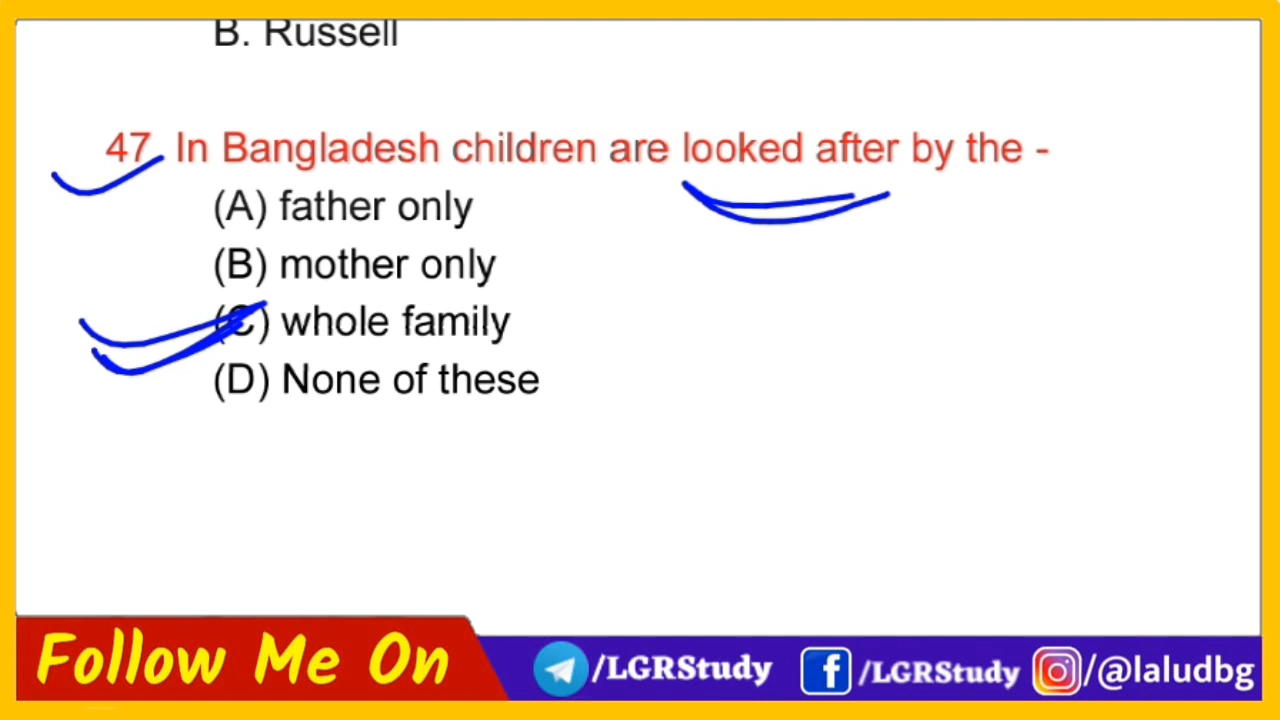 B. Russell
47. In Bangladesh children are looked after by the -
(A) father only
(B) mother only
(C) whole family
(D) None of these
Follow Me On
/LGRStudy /LGRStudy /@laludbg